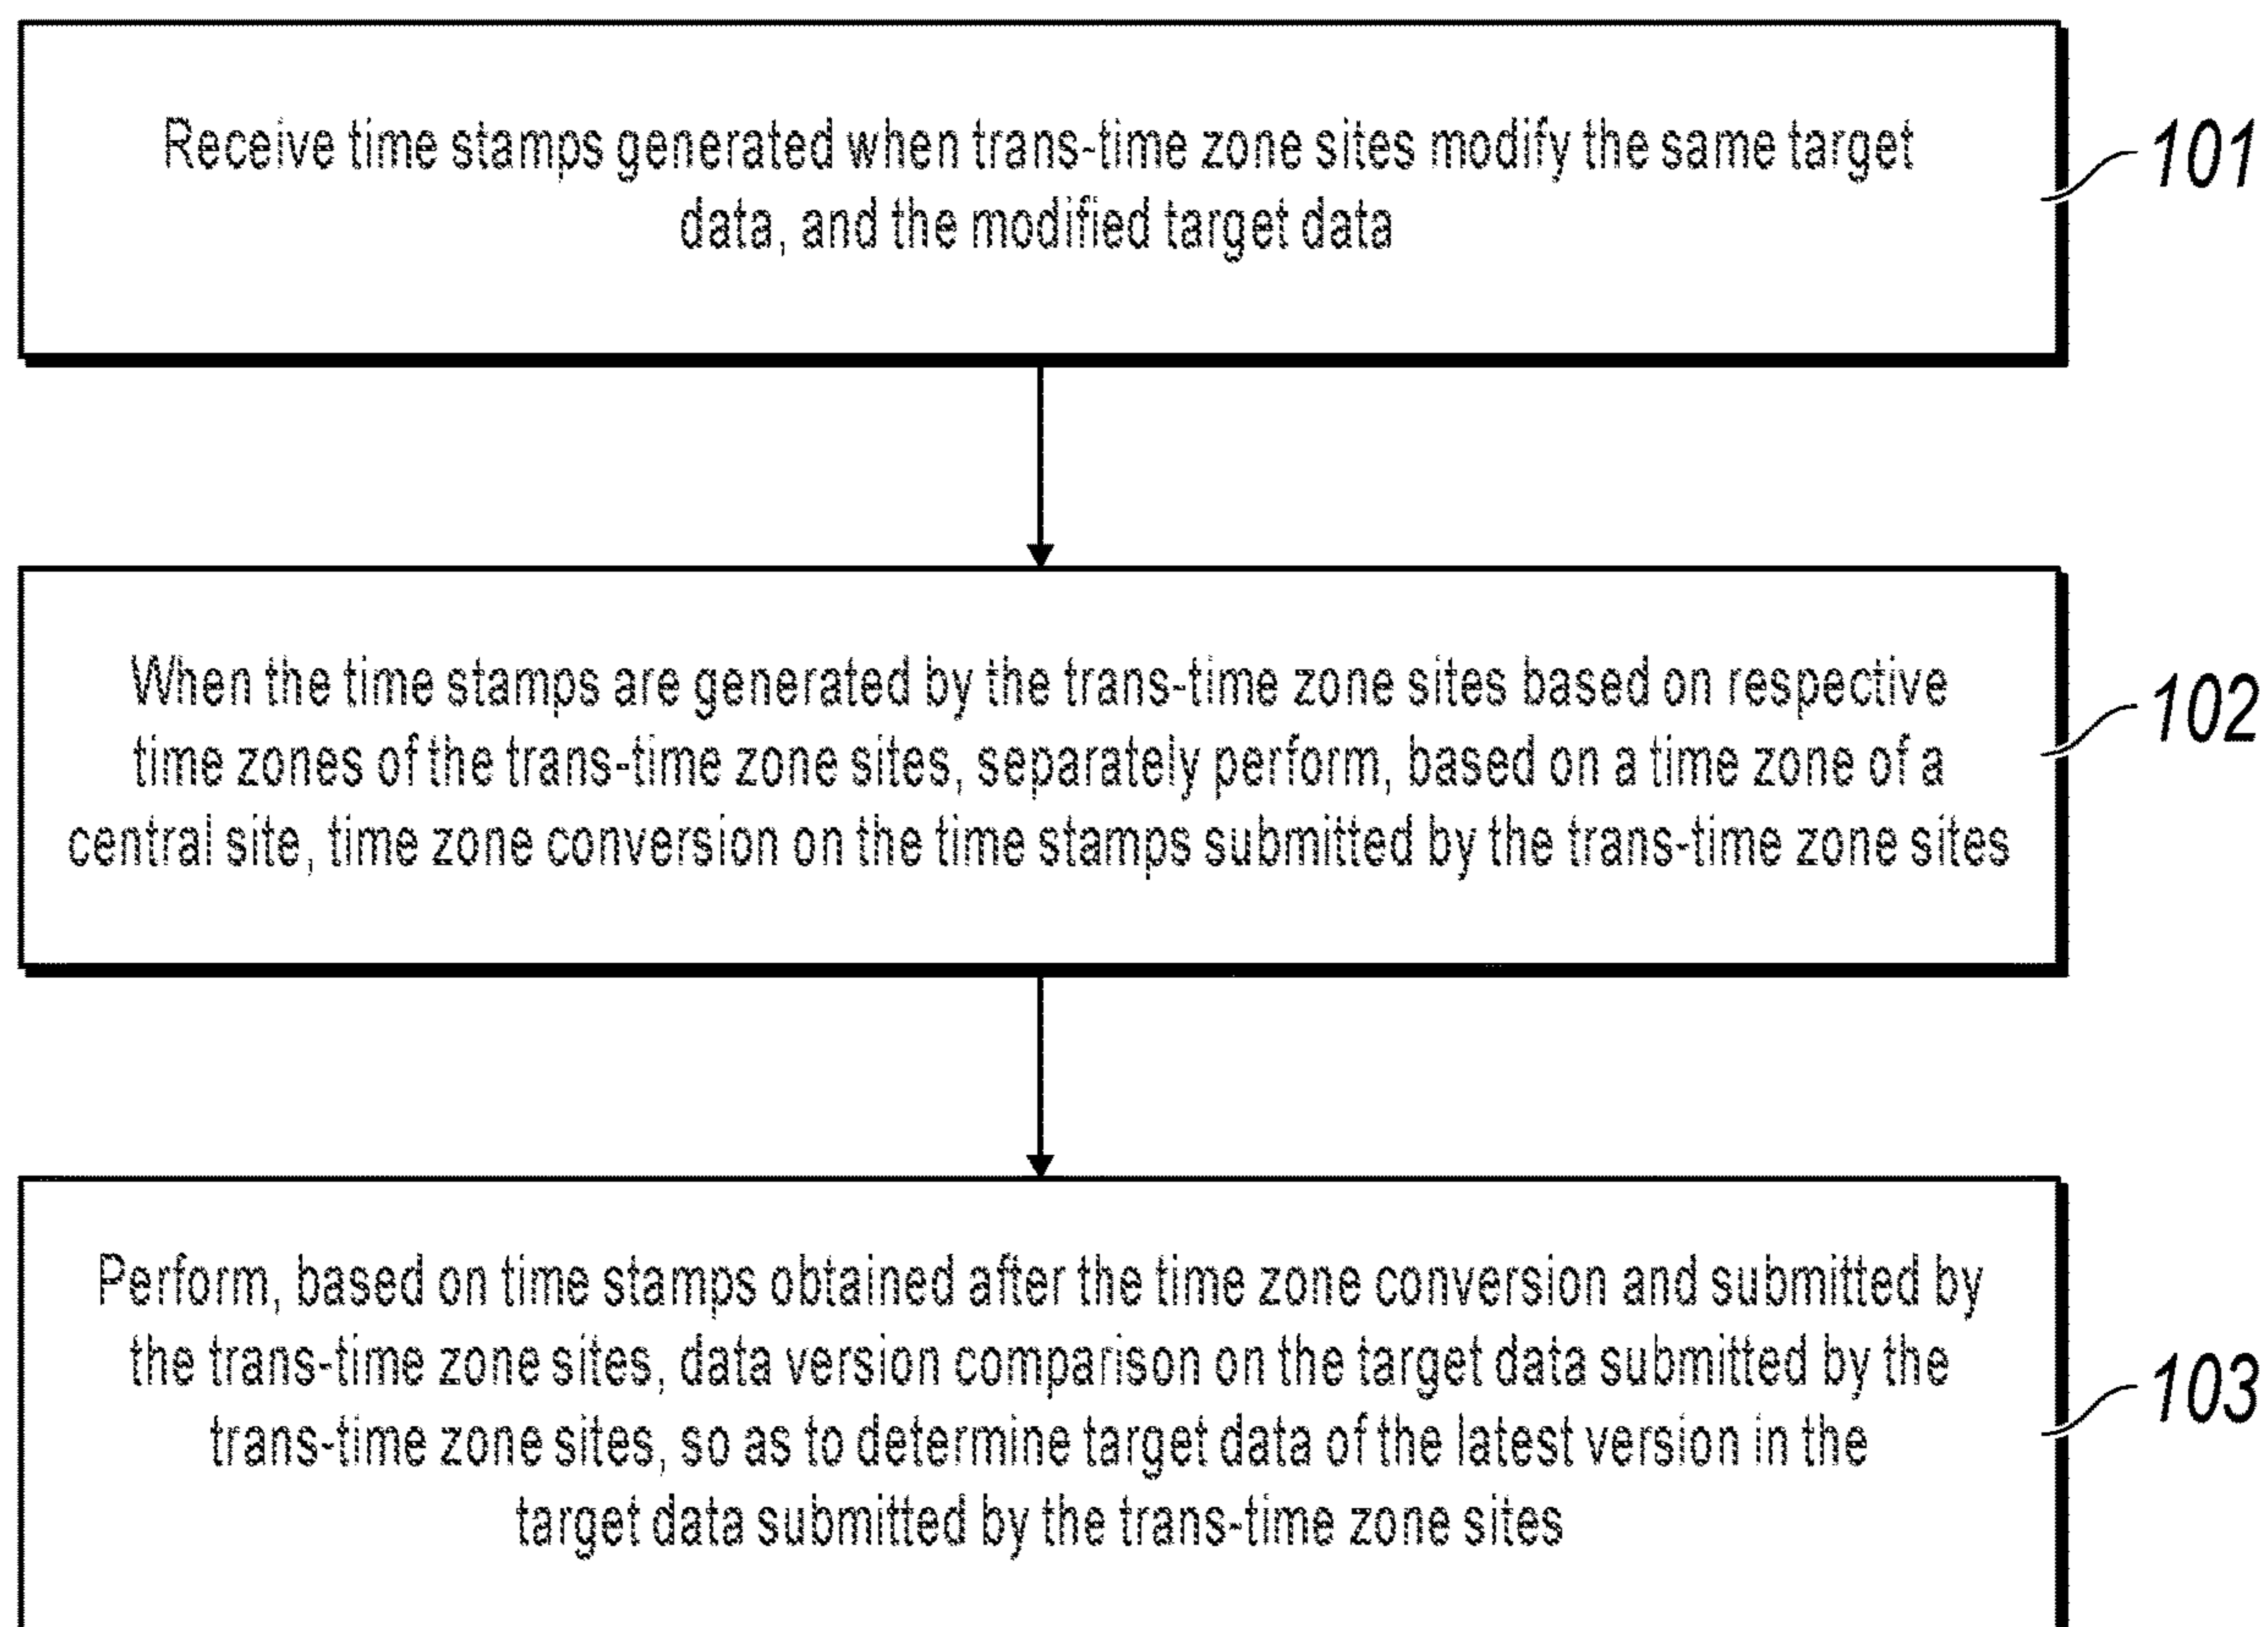 Receive time stamps generated when trans-time zone sites modify the same target
data, and the modified target data
101
When the time stamps are generated by the trans-time zone sites based on respective
time zones of the trans-time zone sites, separately perform, based on a time zone of a
central site, time zone conversion on the time stamps submitted by the trans-time zone sites
102
Perform, based on time stamps obtained after the time zone conversion and submitted by
the trans-time zone sites, data version comparison on the target data submitted by the
trans-time zone sites, so as to determine target data of the latest version in the
target data submitted by the trans-time zone sites
103